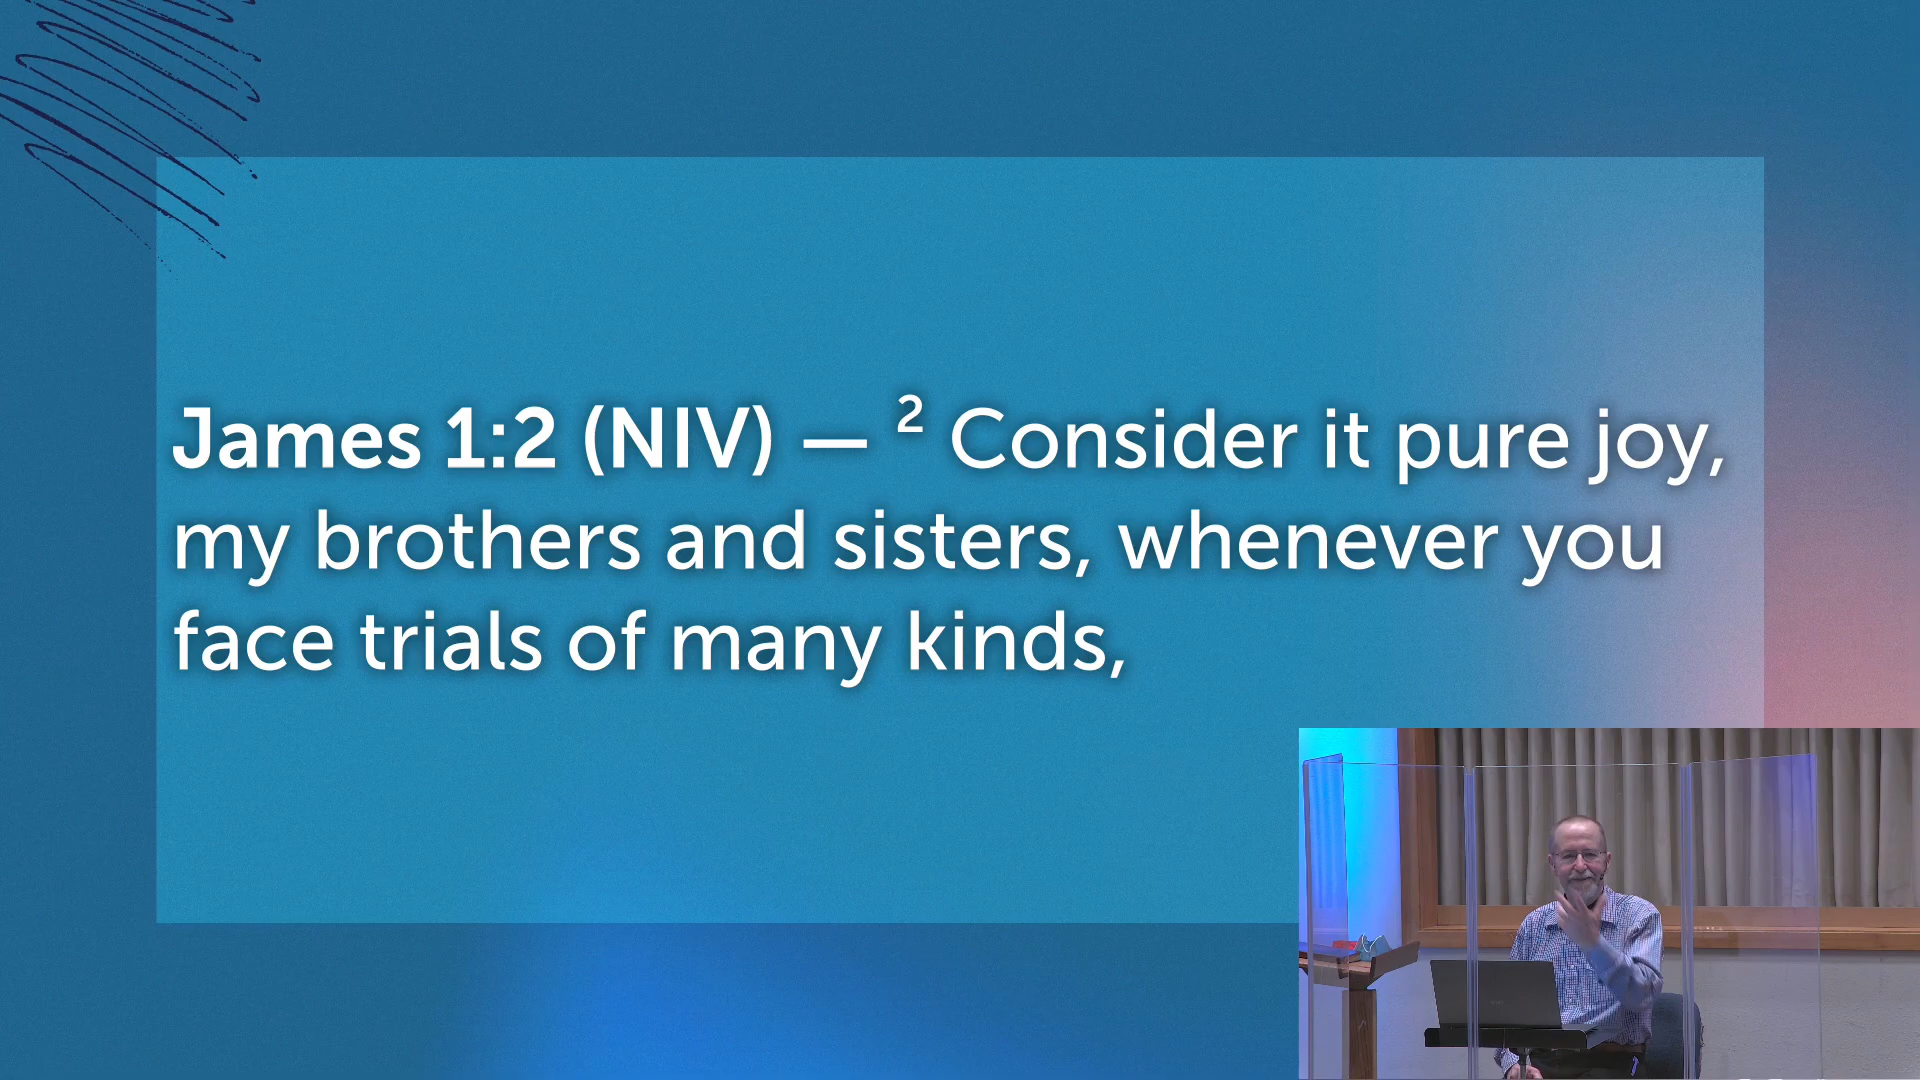 James 1:2 (NIV) — ² Consider it pure joy,
my brothers and sisters, whenever you
face trials of many kinds,